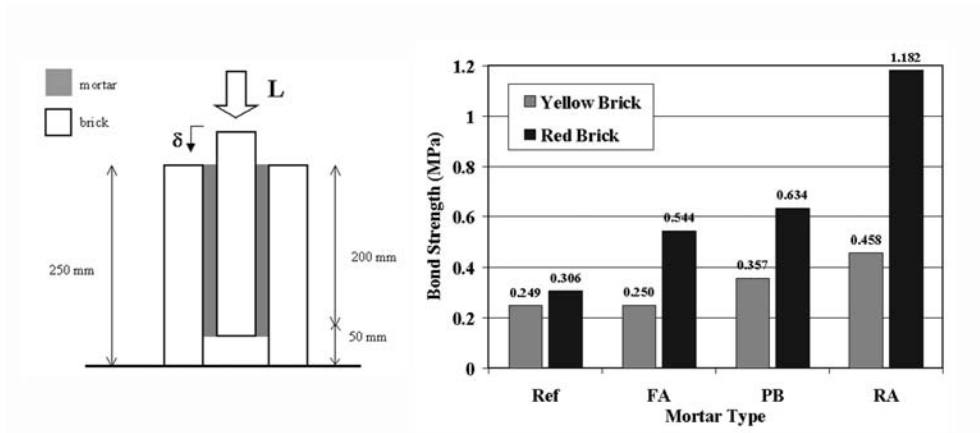 mortar
brick
L
δ
250 mm
200 mm
50 mm
Bond Strength (MPa)
1.2
1
0.8
0.6
0.4
0.2
0
Yellow Brick
Red Brick
0.249
0.306
0.250
0.544
0.357
0.634
0.458
1.182
Ref FA PB RA
Mortar Type